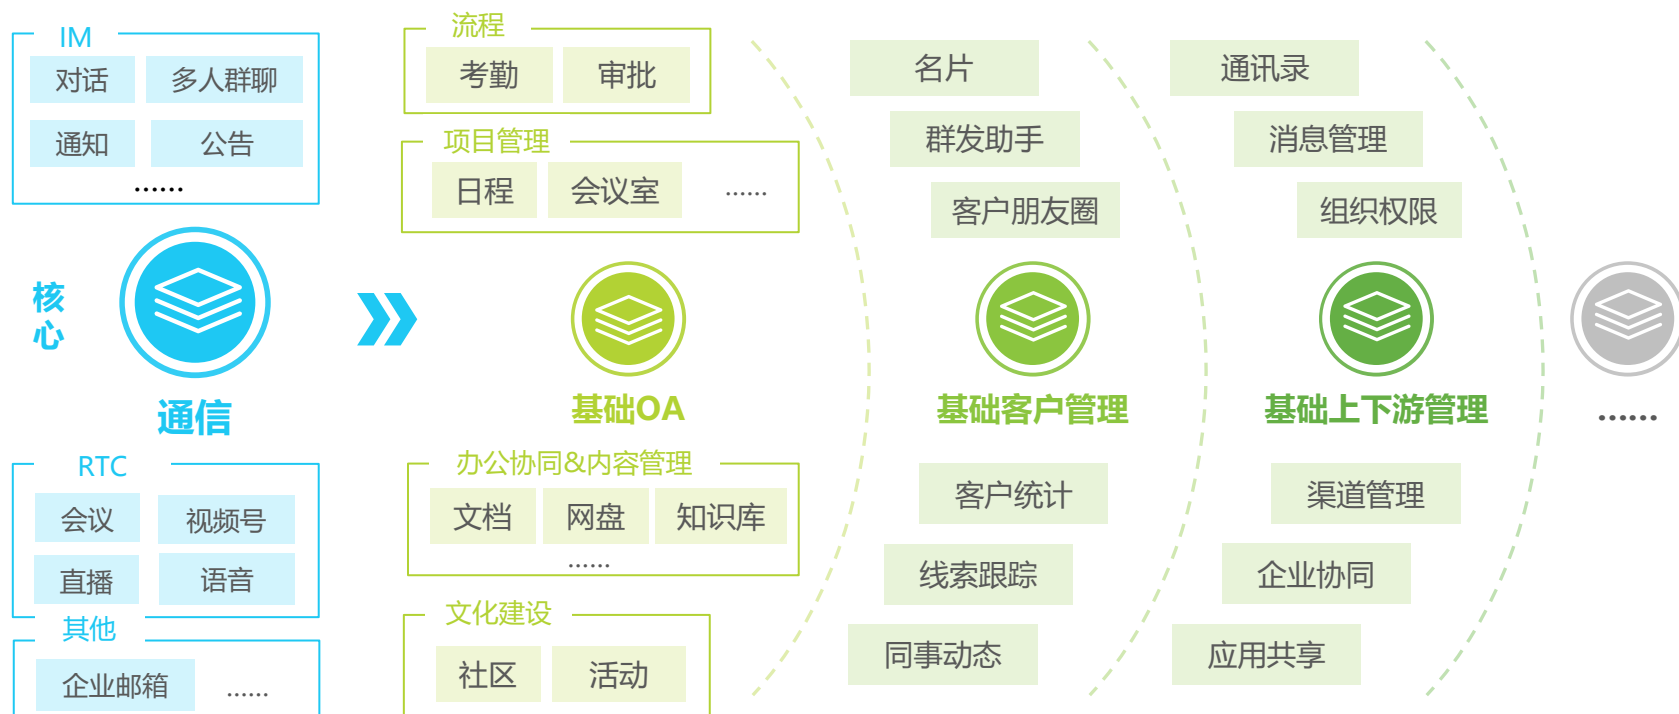 IM
对话
多人群聊
通知
公告
......
核
心
通信
RTC
会议
视频号
直播
语音
其他
企业邮箱
......
流程
考勤
审批
项目管理
日程
会议室
......
基础OA
办公协同&内容管理
文档
网盘
知识库
......
文化建设
社区
活动
名片
群发助手
客户朋友圈
基础客户管理
客户统计
线索跟踪
同事动态
通讯录
消息管理
组织权限
基础上下游管理
渠道管理
企业协同
应用共享
......